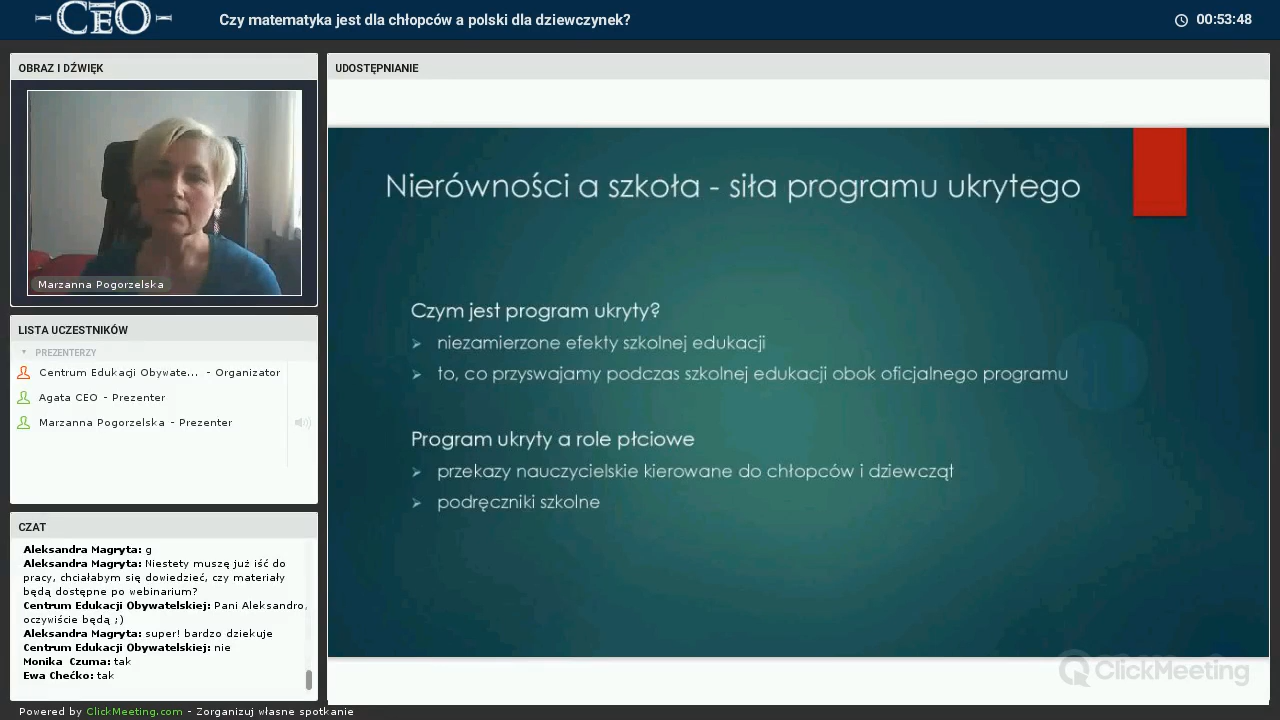 CEO
Czy matematyka jest dla chłopców a polski dla dziewczynek?
00:53:48
OBRAZ I DŹWIĘK
Marzanna Pogorzelska
LISTA UCZESTNIKÓW
PREZENTERZY
Centrum Edukacji Obywate... - Organizator
Agata CEO - Prezenter
Marzanna Pogorzelska - Prezenter
CZAT
Aleksandra Magryta: g
Aleksandra Magryta: Niestety muszę już iść do
pracy, chciałabym się dowiedzieć, czy materiały
będą dostępne po webinarium?
Centrum Edukacji Obywatelskiej: Pani Aleksandro,
oczywiście będą ;)
Aleksandra Magryta: super! bardzo dziekuje
Centrum Edukacji Obywatelskiej: nie
Monika Czuma: tak
Ewa Chećko: tak
Powered by ClickMeeting.com - Zorganizuj własne spotkanie
UDOSTĘPNIANIE
Nierówności a szkoła - siła programu ukrytego
Czym jest program ukryty?
niezamierzone efekty szkolnej edukacji
to, co przyswajamy podczas szkolnej edukacji obok oficjalnego programu
Program ukryty a role płciowe
przekazy nauczycielskie kierowane do chłopców i dziewcząt
podręczniki szkolne
ClickMeeting